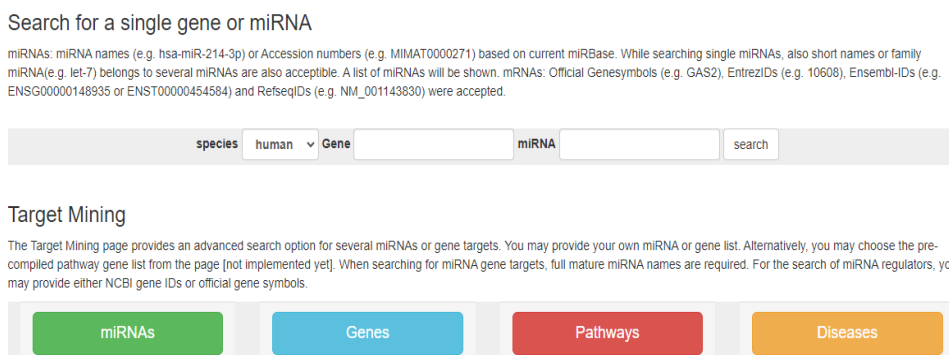 Search for a single gene or miRNA
miRNAs: miRNA names (e.g. hsa-miR-214-3p) or Accession numbers (e.g. MIMAT0000271) based on current miRBase. While searching single miRNAs, also short names or family
miRNA(e.g. let-7) belongs to several miRNAs are also acceptible. A list of miRNAs will be shown. mRNAs: Official Genesymbols (e.g. GAS2), EntrezIDs (e.g. 10608), Ensembl-IDs (e.g.
ENSG00000148935 or ENST00000454584) and RefseqIDs (e.g. NM_001143830) were accepted.
species human Gene miRNA search
Target Mining
The Target Mining page provides an advanced search option for several miRNAs or gene targets. You may provide your own miRNA or gene list. Alternatively, you may choose the pre-
compiled pathway gene list from the page [not implemented yet]. When searching for miRNA gene targets, full mature miRNA names are required. For the search of miRNA regulators, yo
may provide either NCBI gene IDs or official gene symbols.
miRNAs Genes Pathways Diseases